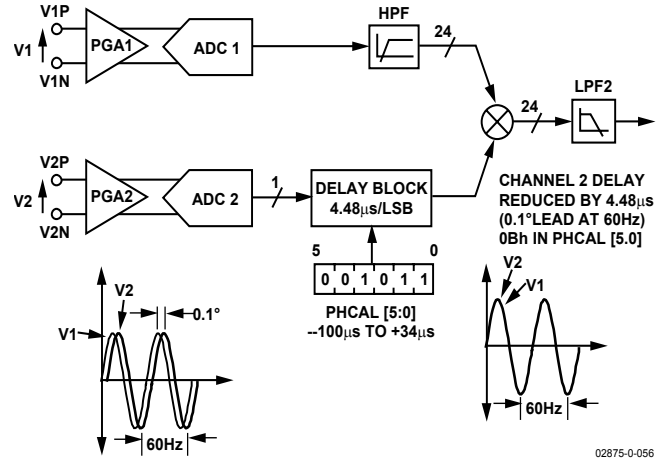 HPF
V1P
V1
V1N
PGA1
ADC 1
24
LPF2
24
V2P
V2
V2N
PGA2
ADC 2
1
DELAY BLOCK
4.48μs/LSB
CHANNEL 2 DELAY
REDUCED BY 4.48μs
(0.1°LEAD AT 60Hz)
0Bh IN PHCAL [5.0]
5 0
0 0 1 0 1 1
PHCAL [5:0]
--100μs TO +34μs
V2
V1
0.1°
60Hz
V2
V1
60Hz
02875-0-056